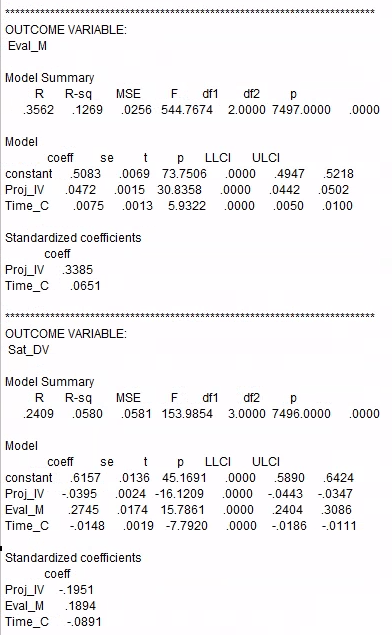 **************************************************************************
OUTCOME VARIABLE:
Eval_M
Model Summary
R R-sq MSE F df1 df2 p
.3562 .1269 .0256 544.7674 2.0000 7497.0000 .0000
Model
coeff se t p LLCI ULCI
constant .5083 .0069 73.7506 .0000 .4947 .5218
Proj_IV .0472 .0015 30.8358 .0000 .0442 .0502
Time_C .0075 .0013 5.9322 .0000 .0050 .0100
Standardized coefficients
coeff
Proj_IV .3385
Time_C .0651
**************************************************************************
OUTCOME VARIABLE:
Sat_DV
Model Summary
R R-sq MSE F df1 df2 p
.2409 .0580 .0581 153.9854 3.0000 7496.0000 .0000
Model
coeff se t p LLCI ULCI
constant .6157 .0136 45.1691 .0000 .5890 .6424
Proj_IV -.0395 .0024 -16.1209 .0000 -.0443 -.0347
Eval_M .2745 .0174 15.7861 .0000 .2404 .3086
Time_C -.0148 .0019 -7.7920 .0000 -.0186 -.0111
Standardized coefficients
coeff
Proj_IV -.1951
Eval_M .1894
Time_C -.0891